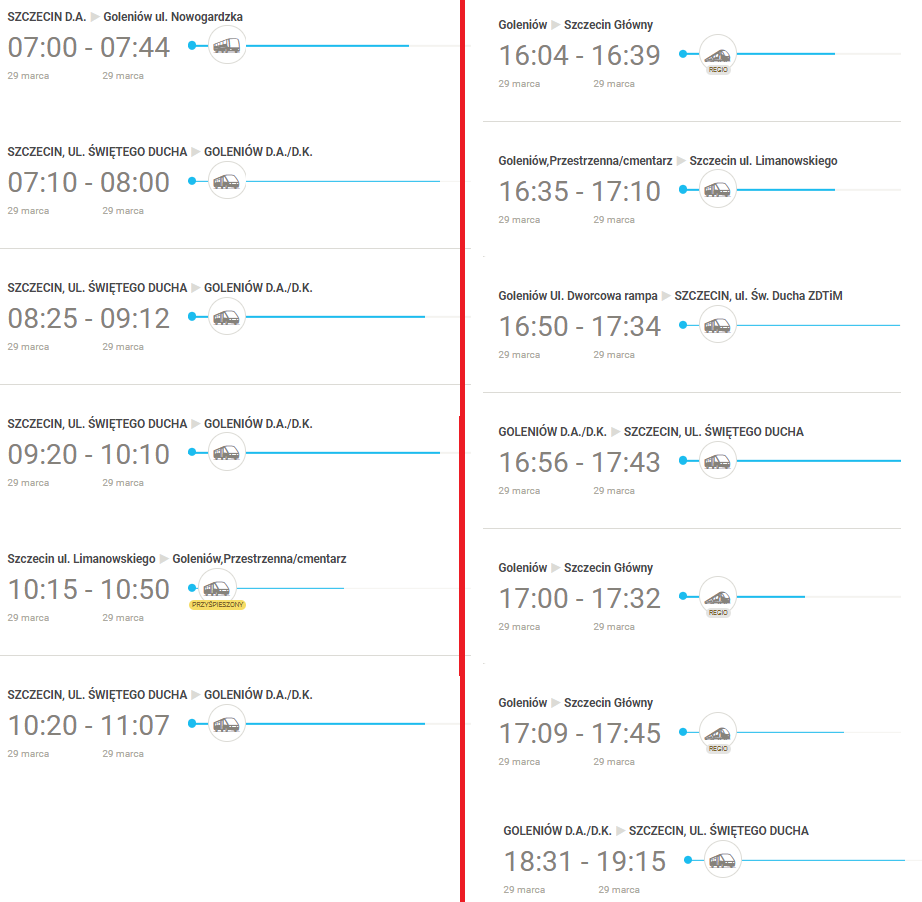 SZCZECIN D.A. Goleniów ul. Nowogardzka
07:00 - 07:44
29 marca 29 marca
SZCZECIN, UL. ŚWIĘTEGO DUCHA GOLENIÓW D.A./D.K.
07:10 - 08:00
29 marca 29 marca
SZCZECIN, UL. ŚWIĘTEGO DUCHA GOLENIÓW D.A./D.K.
08:25 - 09:12
29 marca 29 marca
SZCZECIN, UL. ŚWIĘTEGO DUCHA GOLENIÓW D.A./D.K.
09:20 - 10:10
29 marca 29 marca
Szczecin ul. Limanowskiego Goleniów,Przestrzenna/cmentarz
10:15 - 10:50
PRZYŚPIESZONY
29 marca 29 marca
SZCZECIN, UL. ŚWIĘTEGO DUCHA GOLENIÓW D.A./D.K.
10:20 - 11:07
29 marca 29 marca
Goleniów Szczecin Główny
16:04 - 16:39
REGIO
29 marca 29 marca
Goleniów,Przestrzenna/cmentarz Szczecin ul. Limanowskiego
16:35 - 17:10
29 marca 29 marca
Goleniów Ul. Dworcowa rampa SZCZECIN, ul. Św. Ducha ZDTiM
16:50 - 17:34
29 marca 29 marca
GOLENIÓW D.A./D.K. SZCZECIN, UL. ŚWIĘTEGO DUCHA
16:56 - 17:43
29 marca 29 marca
Goleniów Szczecin Główny
17:00 - 17:32
REGIO
29 marca 29 marca
Goleniów Szczecin Główny
17:09 - 17:45
REGIO
29 marca 29 marca
GOLENIÓW D.A./D.K. SZCZECIN, UL. ŚWIĘTEGO DUCHA
18:31 - 19:15
29 marca 29 marca